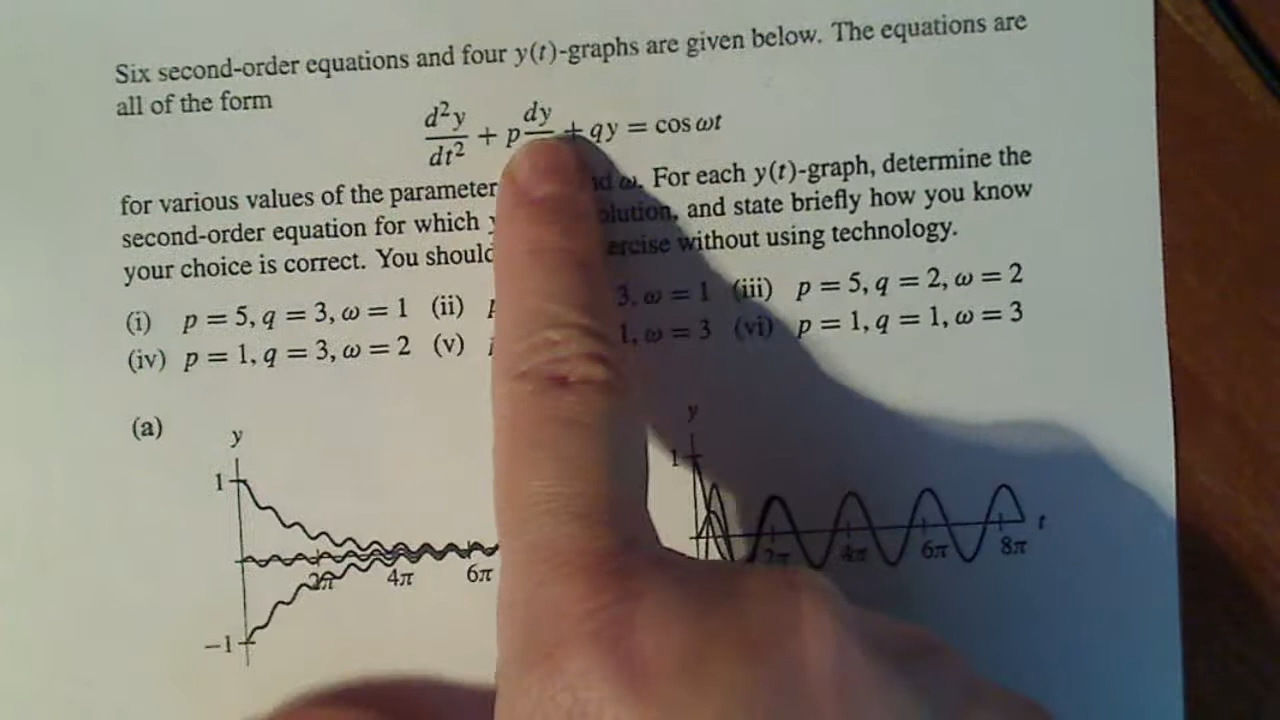 Six second-order equations and four y(t)-graphs are given below. The equations are
all of the form
d²y/dt² + p dy + qy = cos ωt
for various values of the parameter ω. For each y(t)-graph, determine the
second-order equation for which and state briefly how you know
your choice is correct. You should without using technology.
(i) p = 5, q = 3, ω = 1 (ii) 3, ω = 1 (iii) p = 5, q = 2, ω = 2
(iv) p = 1, q = 3, ω = 2 (v) 1, ω = 3 (vi) p = 1, q = 1, ω = 3
(a)
y
y
1
1
t
2π 4π 6π
2π 4π 6π 8π
−1